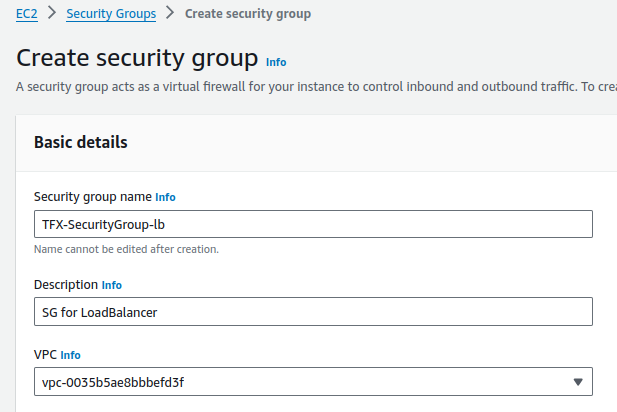 EC2 > Security Groups > Create security group
Create security group Info
A security group acts as a virtual firewall for your instance to control inbound and outbound traffic. To
Basic details
Security group name Info
TFX-SecurityGroup-lb
Name cannot be edited after creation.
Description Info
SG for LoadBalancer
VPC Info
vpc-0035b5ae8bbbefd3f